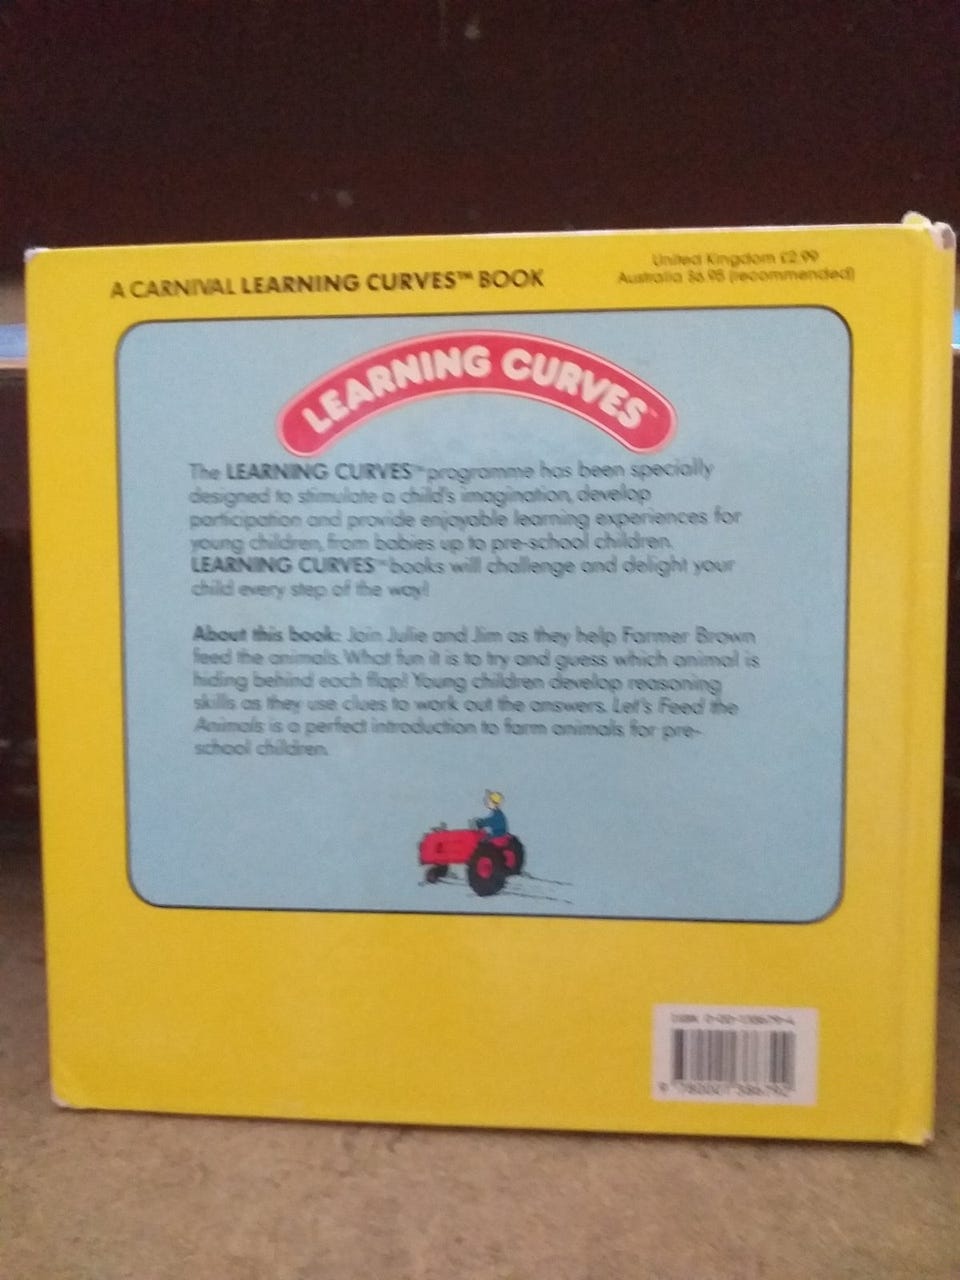 A CARNIVAL LEARNING CURVES™ BOOK
United Kingdom £2.99
Australia $6.95 (recommended)
LEARNING CURVES™
The LEARNING CURVES™ programme has been specially
designed to stimulate a child's imagination, develop
participation and provide enjoyable learning experiences for
young children, from babies up to pre-school children.
LEARNING CURVES™ books will challenge and delight your
child every step of the way!
About this book: Join Julie and Jim as they help Farmer Brown
feed the animals. What fun it is to try and guess which animal is
hiding behind each flap! Young children develop reasoning
skills as they use clues to work out the answers. Let's Feed the
Animals is a perfect introduction to farm animals for pre-
school children.
ISBN